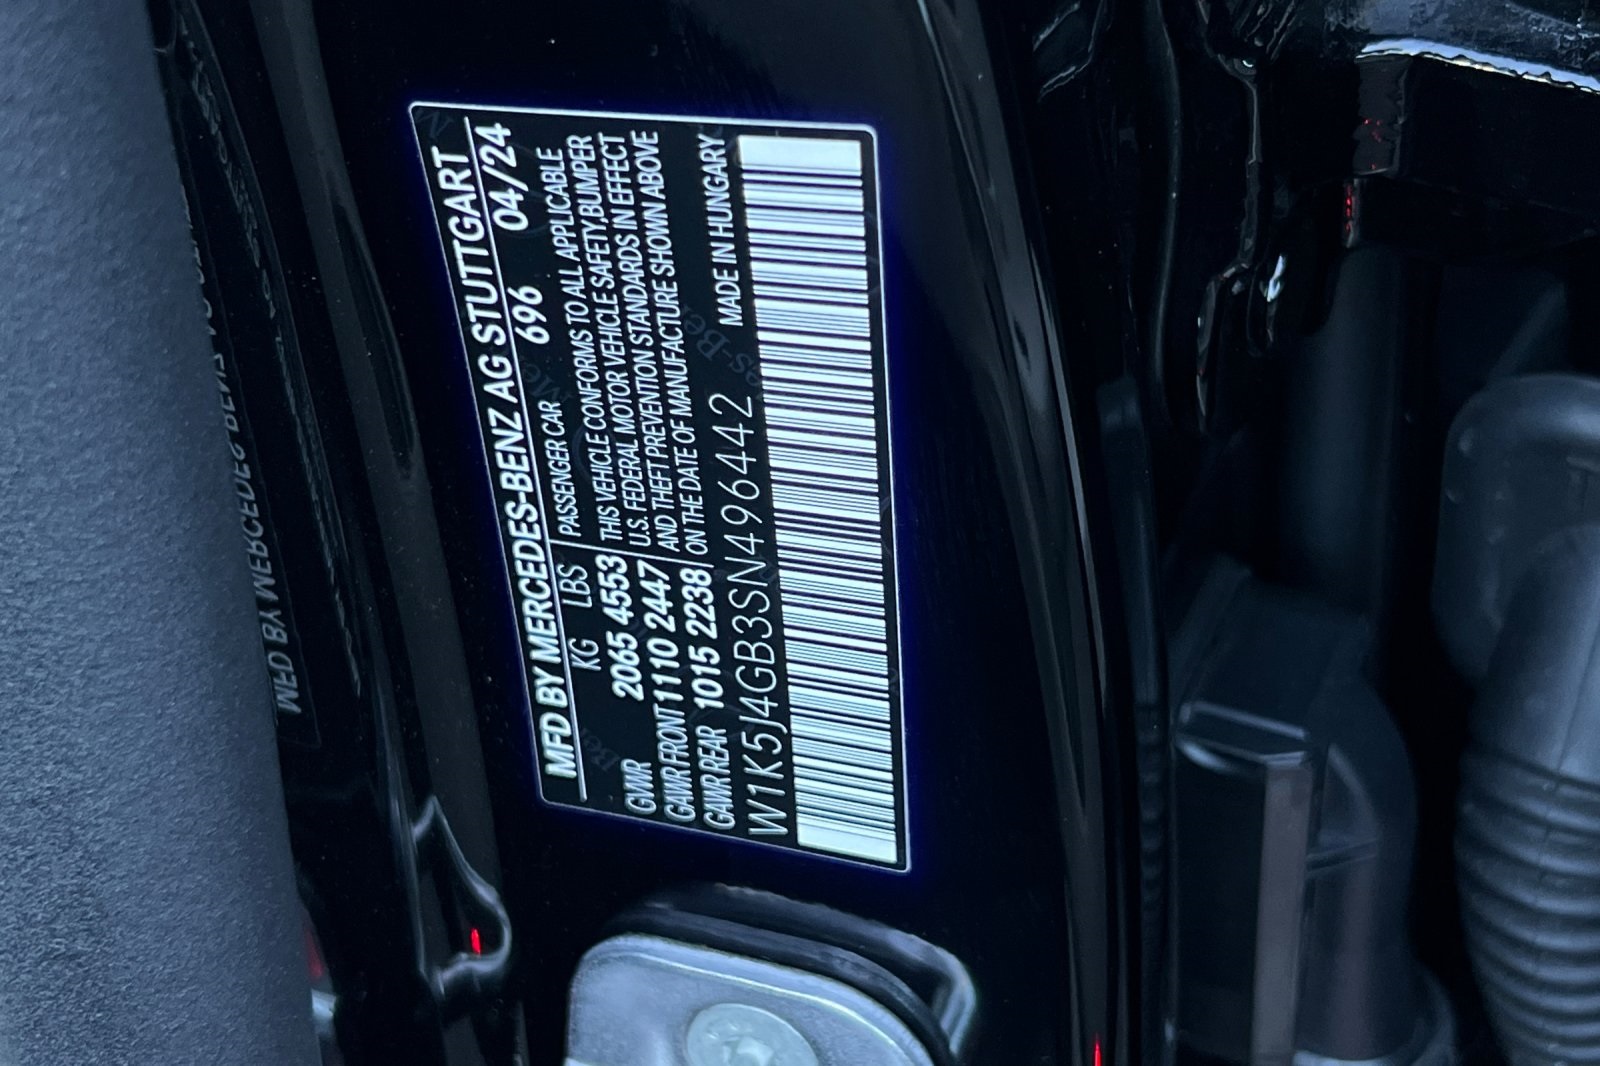 MFD BY MERCEDES-BENZ AG STUTTGART
KG LBS 696 04/24
GVWR 2065 4553 PASSENGER CAR
GAWR FRONT 1110 2447 THIS VEHICLE CONFORMS TO ALL APPLICABLE
GAWR REAR 1015 2238 U.S. FEDERAL MOTOR VEHICLE SAFETY, BUMPER
AND THEFT PREVENTION STANDARDS IN EFFECT
ON THE DATE OF MANUFACTURE SHOWN ABOVE
W1K5J4GB3SN496442 MADE IN HUNGARY
MFD BY MERCEDES-BENZ AG